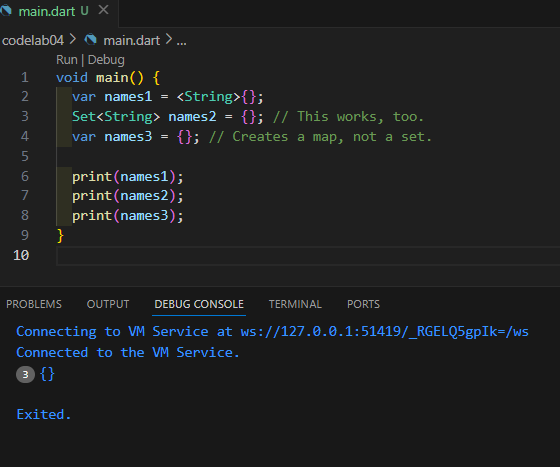 main.dart U ×
codelab04 > main.dart > ...
Run | Debug
1 void main() {
2 var names1 = <String>{};
3 Set<String> names2 = {}; // This works, too.
4 var names3 = {}; // Creates a map, not a set.
5
6 print(names1);
7 print(names2);
8 print(names3);
9 }
10
PROBLEMS OUTPUT DEBUG CONSOLE TERMINAL PORTS
Connecting to VM Service at ws://127.0.0.1:51419/_RGELQ5gpIk=/ws
Connected to the VM Service.
3 {}
Exited.